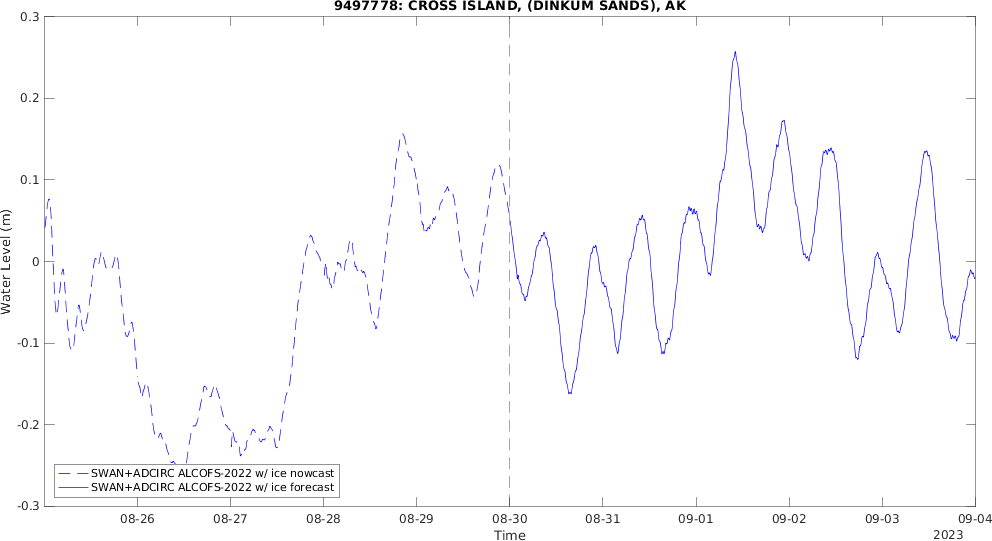 9497778: CROSS ISLAND, (DINKUM SANDS), AK
0.3
0.2
0.1
0
-0.1
-0.2
-0.3
Water Level (m)
SWAN+ADCIRC ALCOFS-2022 w/ ice nowcast
SWAN+ADCIRC ALCOFS-2022 w/ ice forecast
08-26 08-27 08-28 08-29 08-30 08-31 09-01 09-02 09-03 09-04
Time
2023